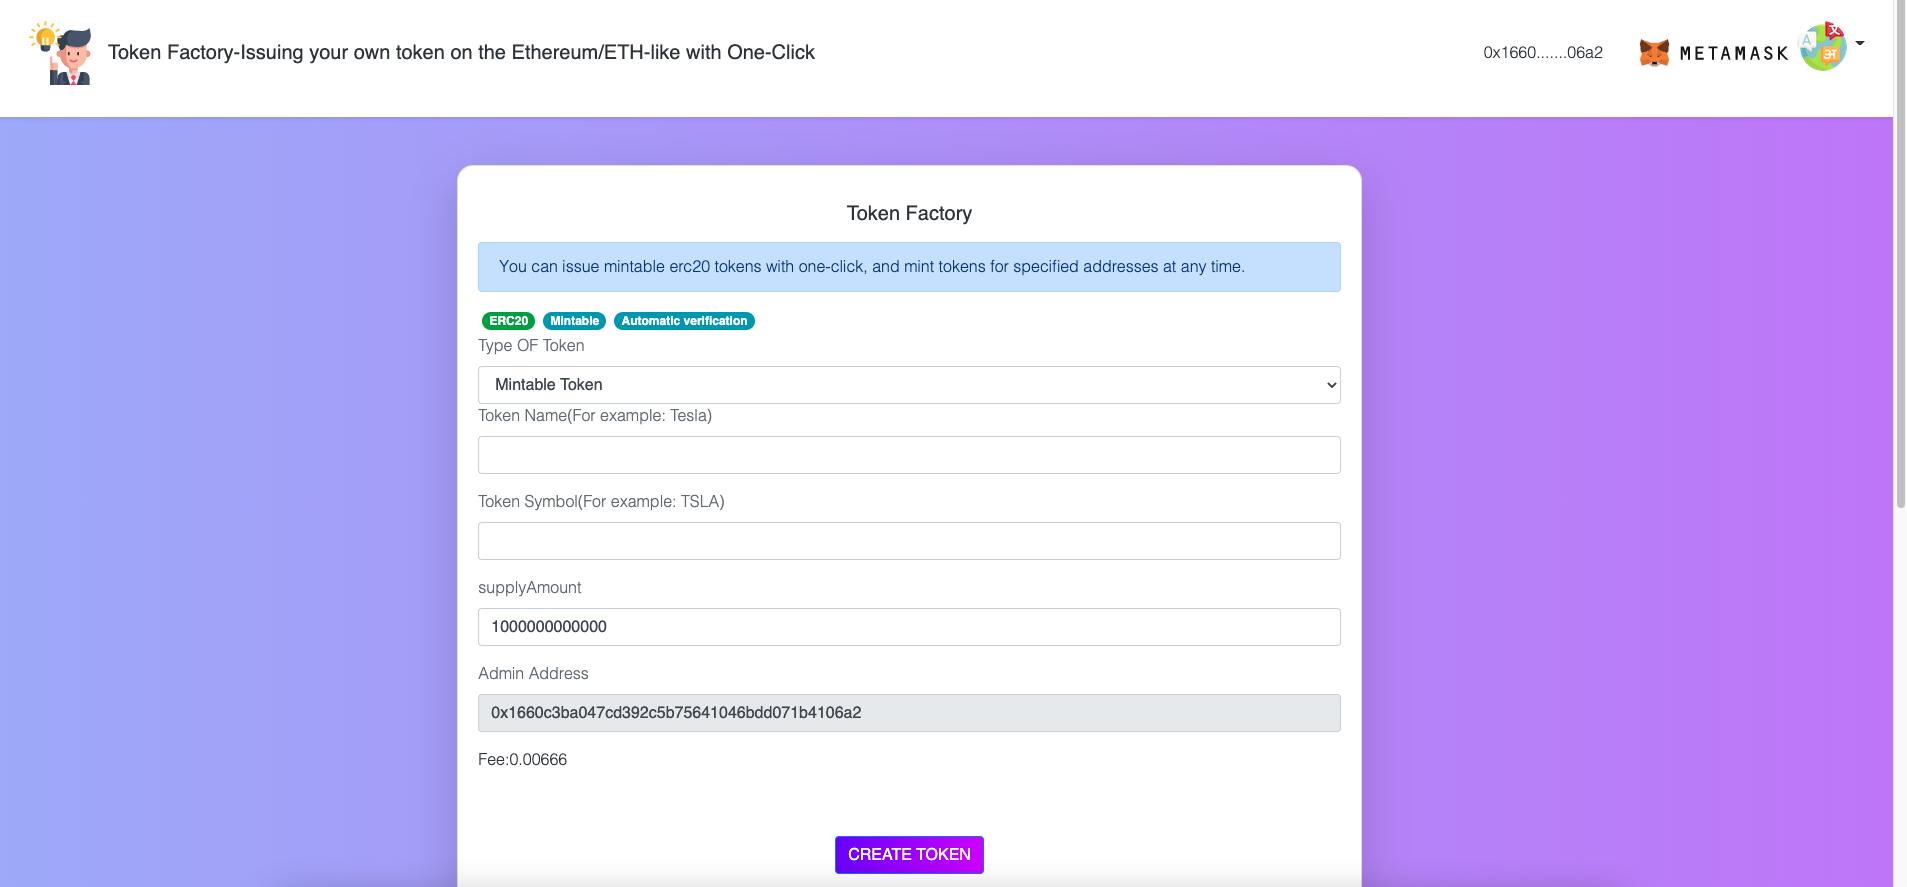 Token Factory-Issuing your own token on the Ethereum/ETH-like with One-Click
0x1660.......06a2
METAMASK
A 文 अ
Token Factory
You can issue mintable erc20 tokens with one-click, and mint tokens for specified addresses at any time.
ERC20 Mintable Automatic verification
Type OF Token
Mintable Token
Token Name(For example: Tesla)
Token Symbol(For example: TSLA)
supplyAmount
1000000000000
Admin Address
0x1660c3ba047cd392c5b75641046bdd071b4106a2
Fee:0.00666
CREATE TOKEN